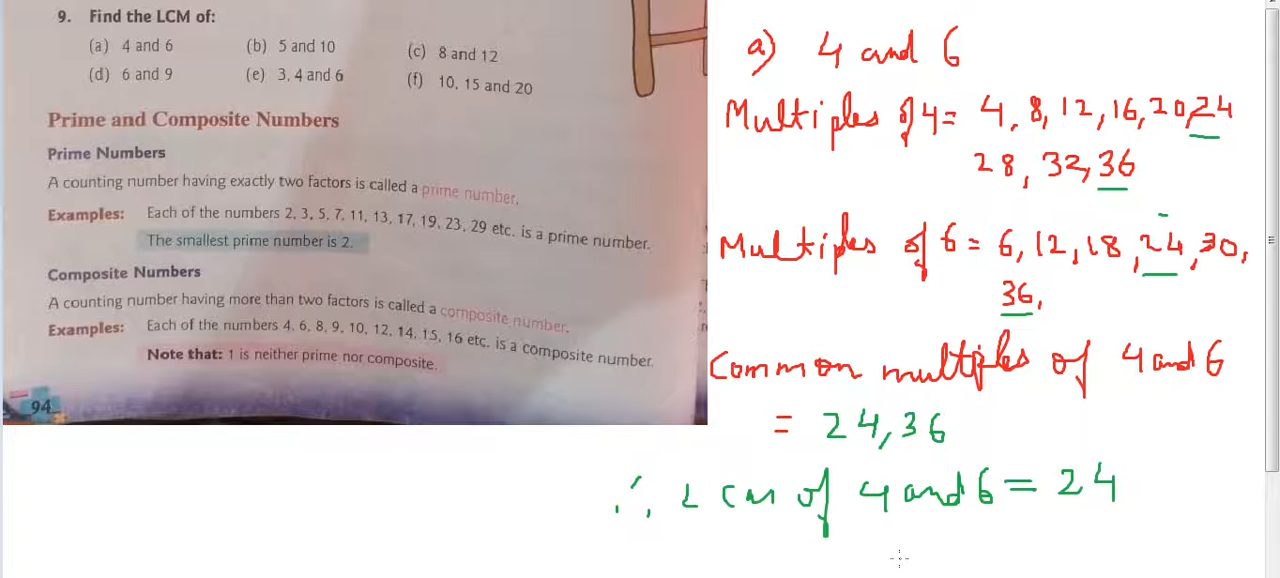 9. Find the LCM of:
(a) 4 and 6 (b) 5 and 10 (c) 8 and 12
(d) 6 and 9 (e) 3, 4 and 6 (f) 10, 15 and 20
Prime and Composite Numbers
Prime Numbers
A counting number having exactly two factors is called a prime number.
Examples: Each of the numbers 2, 3, 5, 7, 11, 13, 17, 19, 23, 29 etc. is a prime number.
The smallest prime number is 2.
Composite Numbers
A counting number having more than two factors is called a composite number.
Examples: Each of the numbers 4, 6, 8, 9, 10, 12, 14, 15, 16 etc. is a composite number.
Note that: 1 is neither prime nor composite.
94
a) 4 and 6
Multiples of 4 = 4, 8, 12, 16, 20, 24
28, 32, 36
Multiples of 6 = 6, 12, 18, 24, 30,
36,
Common multiples of 4 and 6
= 24, 36
∴ LCM of 4 and 6 = 24